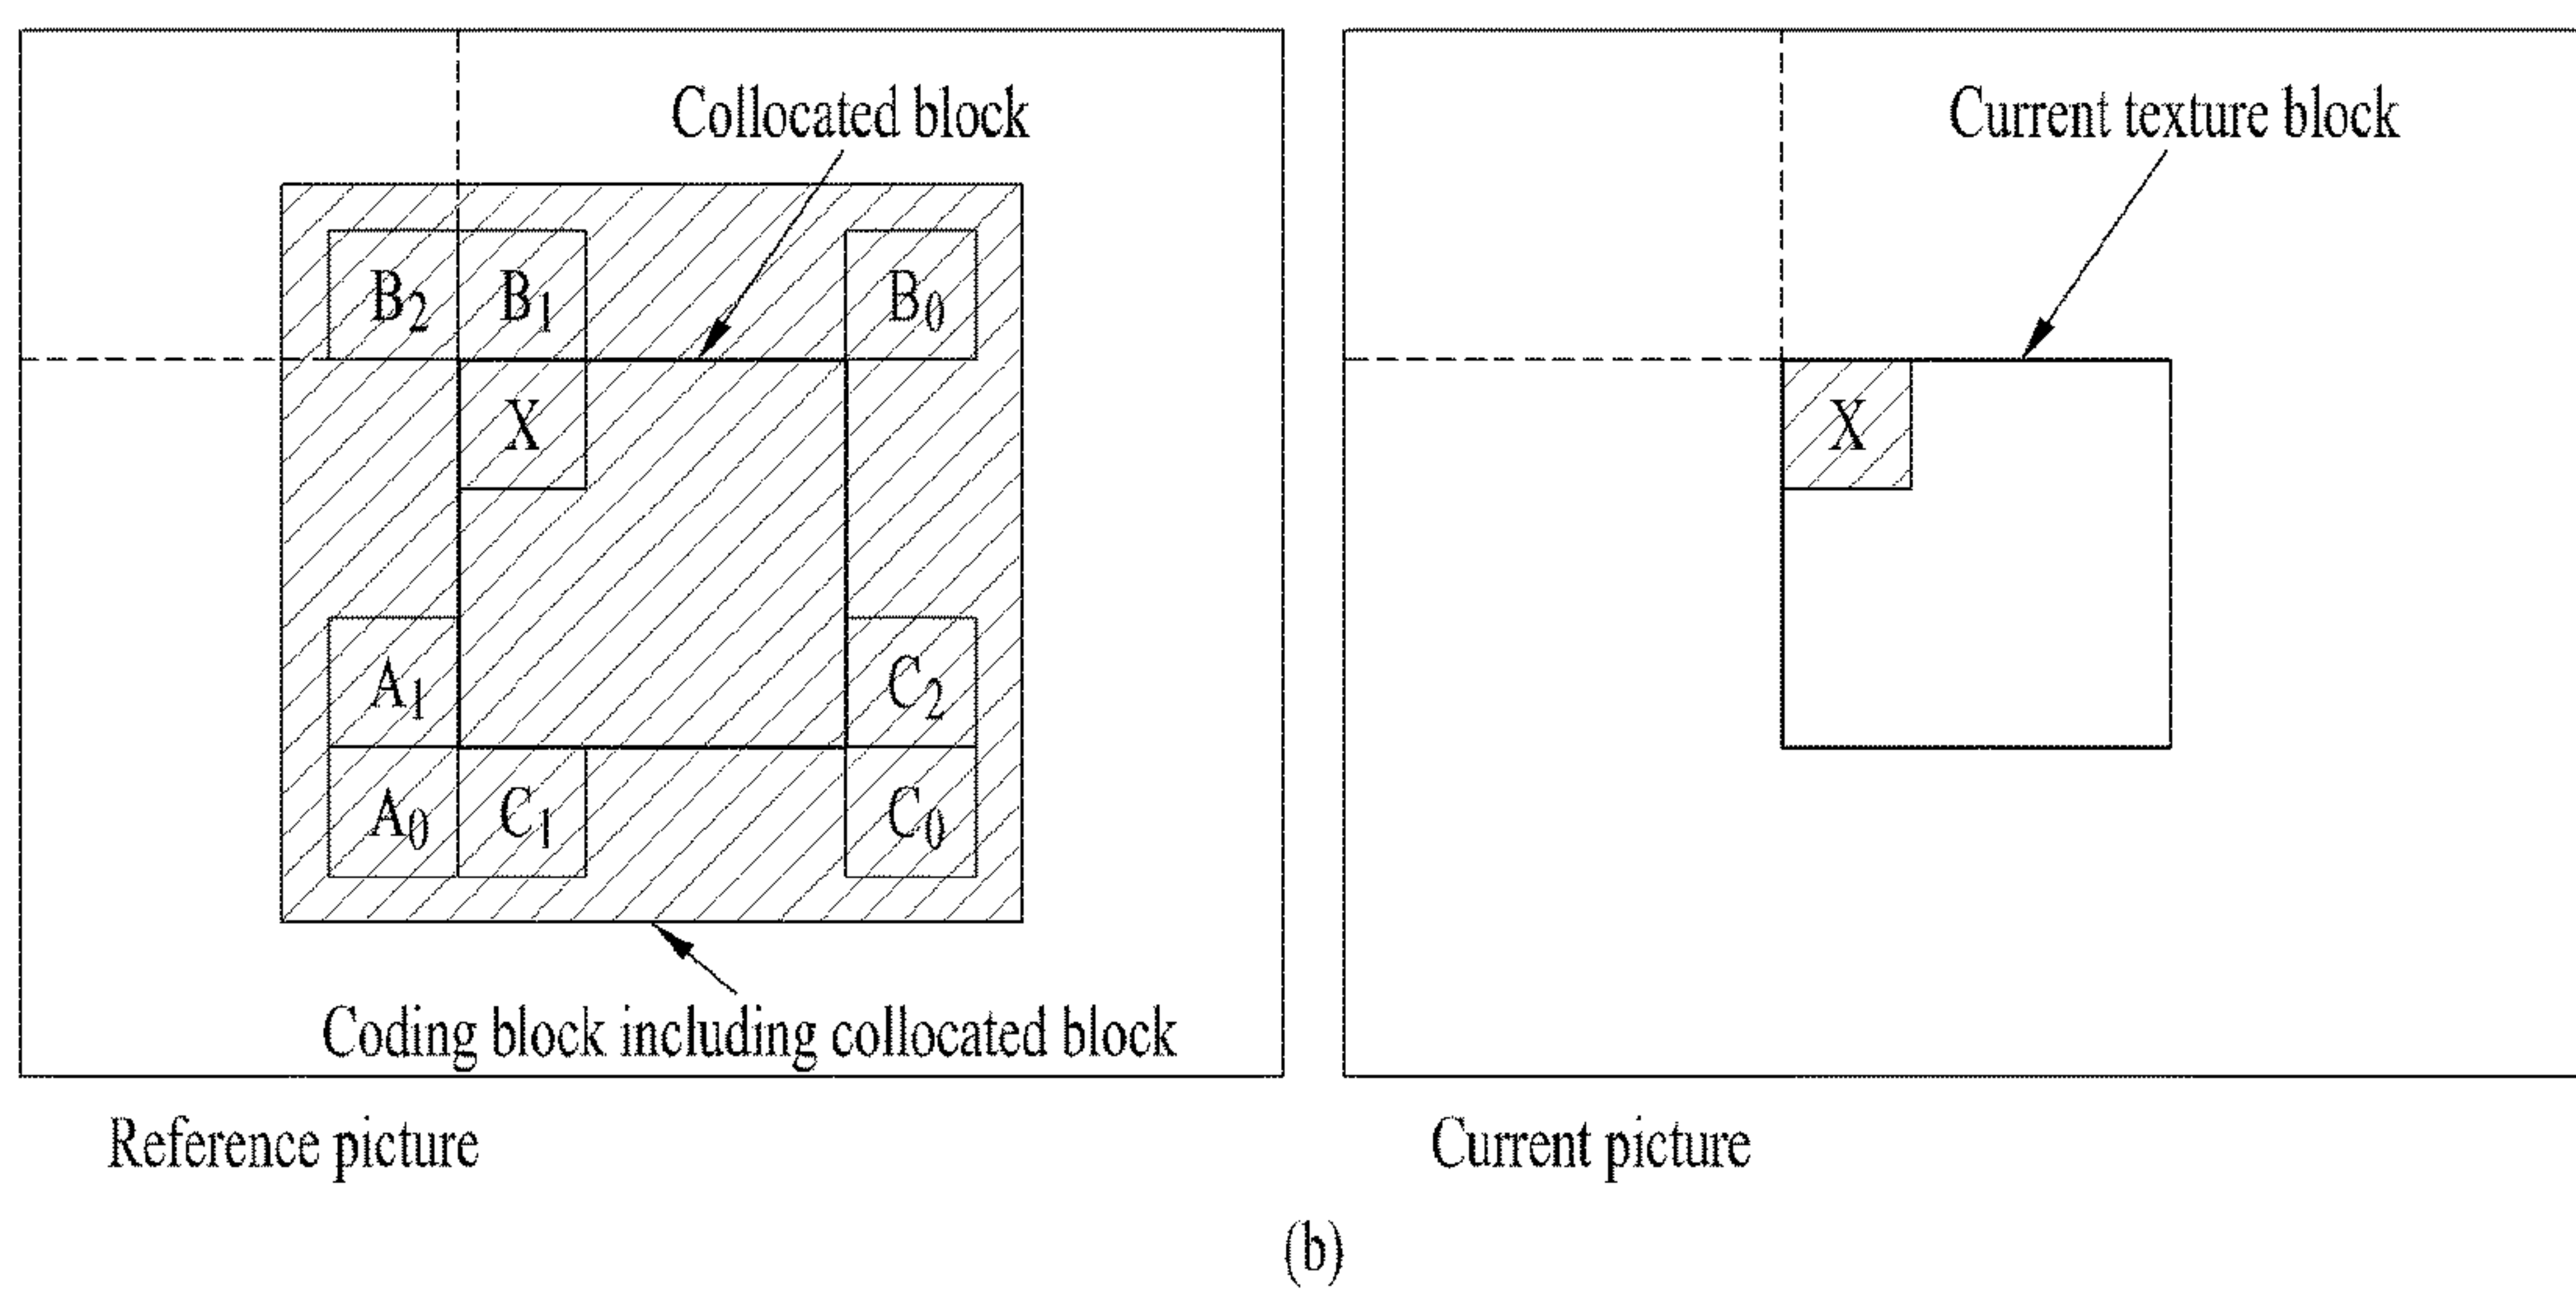 Collocated block
B2 B1 B0
X
A1 C2
A0 C1 C0
Coding block including collocated block
Reference picture
Current texture block
X
Current picture
(b)